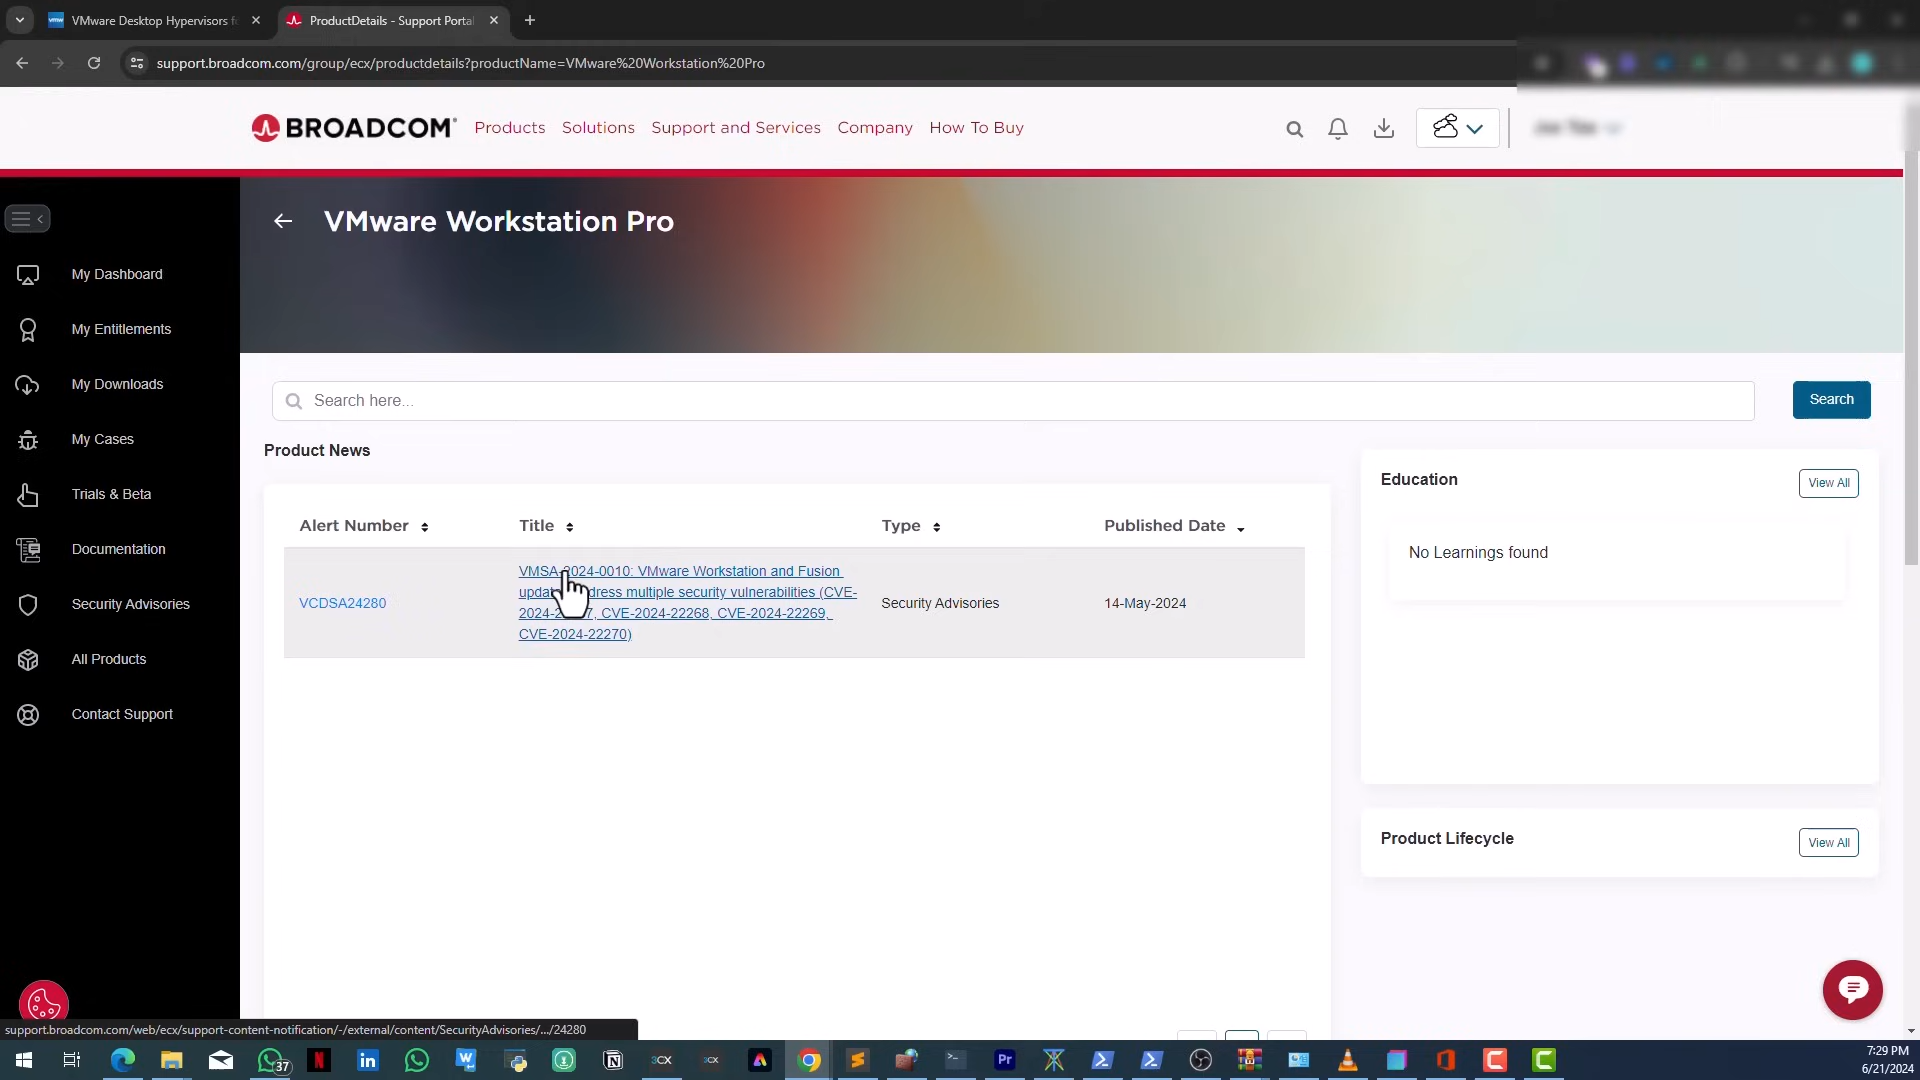 VMware Desktop Hypervisors f
ProductDetails - Support Portal
support.broadcom.com/group/ecx/productdetails?productName=VMware%20Workstation%20Pro
BROADCOM
Products Solutions Support and Services Company How To Buy
VMware Workstation Pro
My Dashboard
My Entitlements
My Downloads
My Cases
Trials & Beta
Documentation
Security Advisories
All Products
Contact Support
Search here...
Search
Product News
Alert Number Title Type Published Date
VCDSA24280
VMSA-2024-0010: VMware Workstation and Fusion
multiple security vulnerabilities (CVE-
CVE-2024-22268, CVE-2024-22269,
CVE-2024-22270)
Security Advisories
14-May-2024
Education
View All
No Learnings found
Product Lifecycle
View All
support.broadcom.com/web/ecx/support-content-notification/-/external/content/SecurityAdvisories/.../24280
37
3CX
3CX
Pr
7:29 PM
6/21/2024